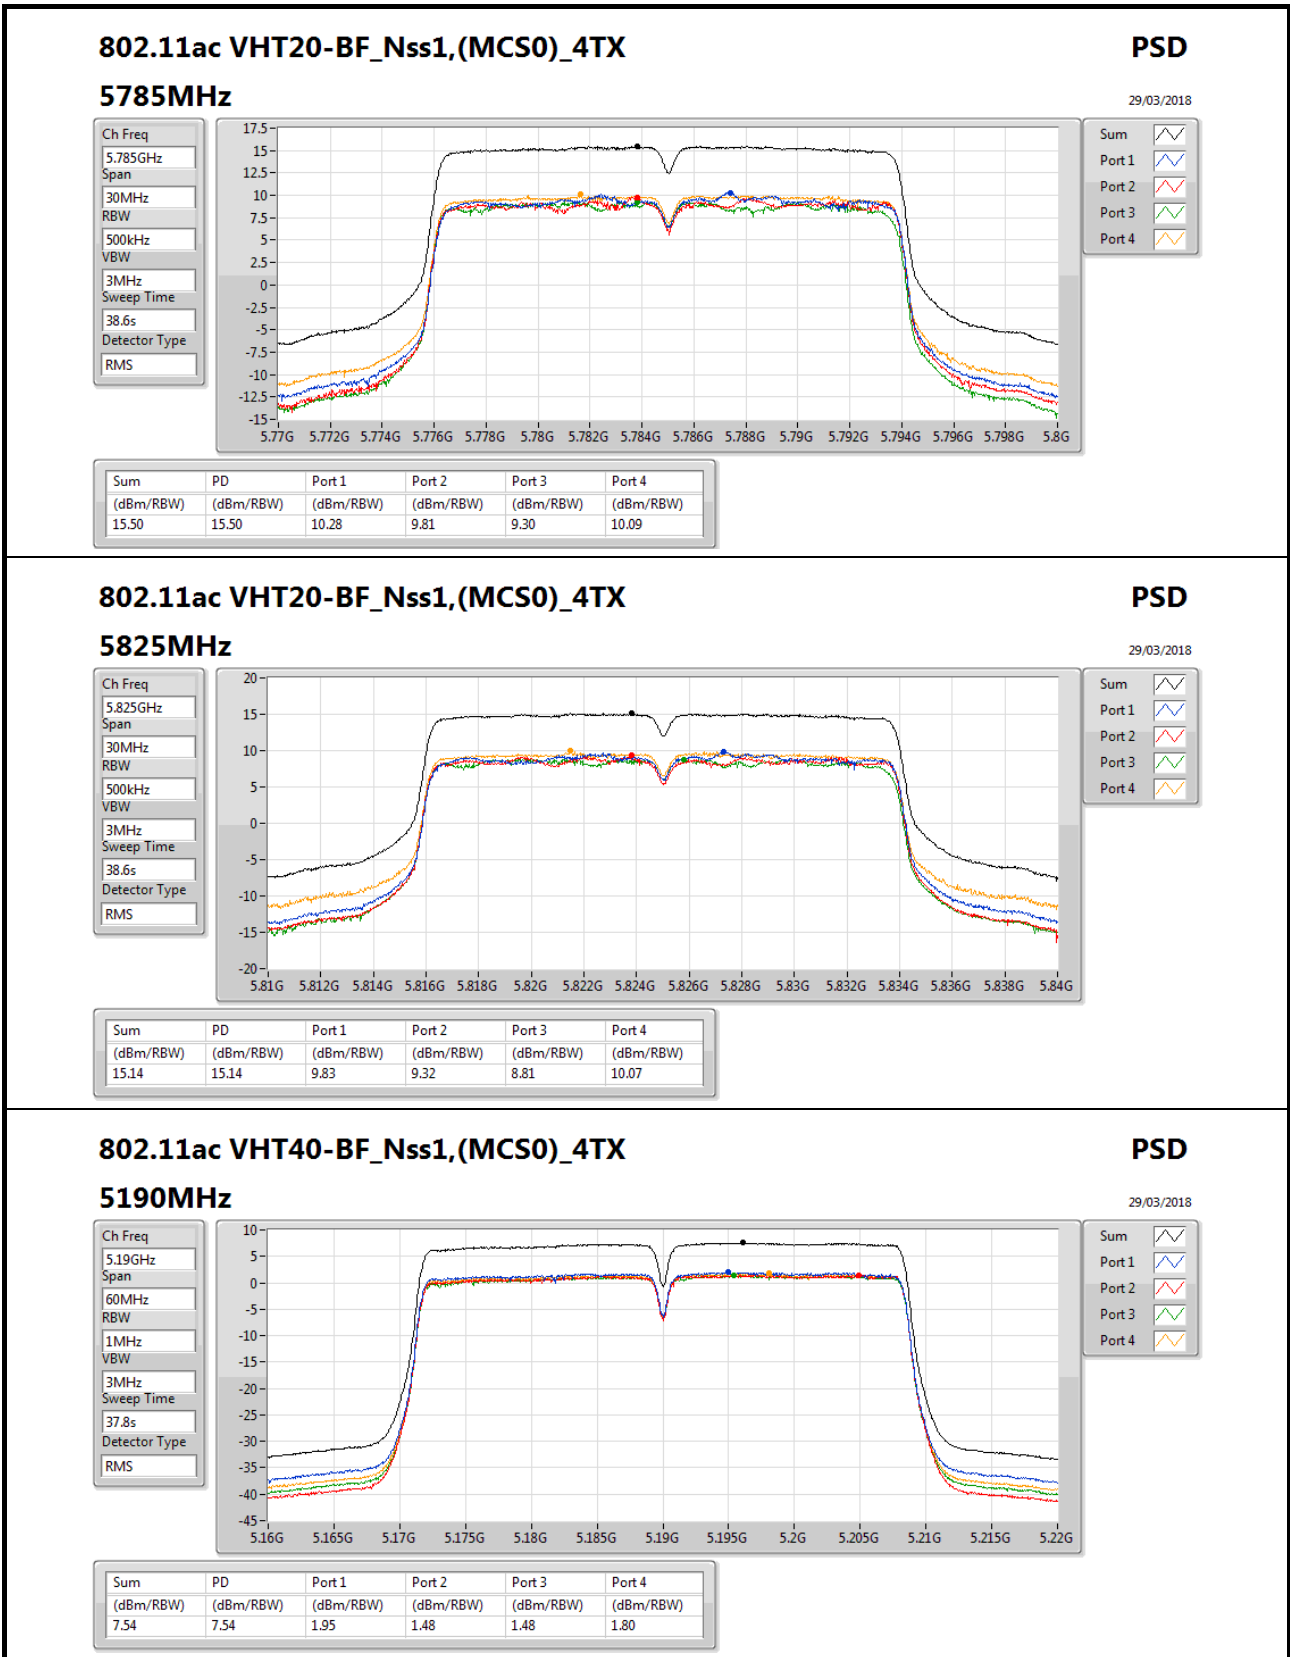 802.11ac VHT20-BF_Nss1,(MCS0)_4TX PSD
5785MHz 29/03/2018
Ch Freq
5.785GHz
Span
30MHz
RBW
500kHz
VBW
3MHz
Sweep Time
38.6s
Detector Type
RMS
17.5
15
12.5
10
7.5
5
2.5
0
-2.5
-5
-7.5
-10
-12.5
-15
5.77G 5.772G 5.774G 5.776G 5.778G 5.78G 5.782G 5.784G 5.786G 5.788G 5.79G 5.792G 5.794G 5.796G 5.798G 5.8G
Sum
Port 1
Port 2
Port 3
Port 4
Sum PD Port 1 Port 2 Port 3 Port 4
(dBm/RBW) (dBm/RBW) (dBm/RBW) (dBm/RBW) (dBm/RBW) (dBm/RBW)
15.50 15.50 10.28 9.81 9.30 10.09
802.11ac VHT20-BF_Nss1,(MCS0)_4TX PSD
5825MHz 29/03/2018
Ch Freq
5.825GHz
Span
30MHz
RBW
500kHz
VBW
3MHz
Sweep Time
38.6s
Detector Type
RMS
20
15
10
5
0
-5
-10
-15
-20
5.81G 5.812G 5.814G 5.816G 5.818G 5.82G 5.822G 5.824G 5.826G 5.828G 5.83G 5.832G 5.834G 5.836G 5.838G 5.84G
Sum
Port 1
Port 2
Port 3
Port 4
Sum PD Port 1 Port 2 Port 3 Port 4
(dBm/RBW) (dBm/RBW) (dBm/RBW) (dBm/RBW) (dBm/RBW) (dBm/RBW)
15.14 15.14 9.83 9.32 8.81 10.07
802.11ac VHT40-BF_Nss1,(MCS0)_4TX PSD
5190MHz 29/03/2018
Ch Freq
5.19GHz
Span
60MHz
RBW
1MHz
VBW
3MHz
Sweep Time
37.8s
Detector Type
RMS
10
5
0
-5
-10
-15
-20
-25
-30
-35
-40
-45
5.16G 5.165G 5.17G 5.175G 5.18G 5.185G 5.19G 5.195G 5.2G 5.205G 5.21G 5.215G 5.22G
Sum
Port 1
Port 2
Port 3
Port 4
Sum PD Port 1 Port 2 Port 3 Port 4
(dBm/RBW) (dBm/RBW) (dBm/RBW) (dBm/RBW) (dBm/RBW) (dBm/RBW)
7.54 7.54 1.95 1.48 1.48 1.80